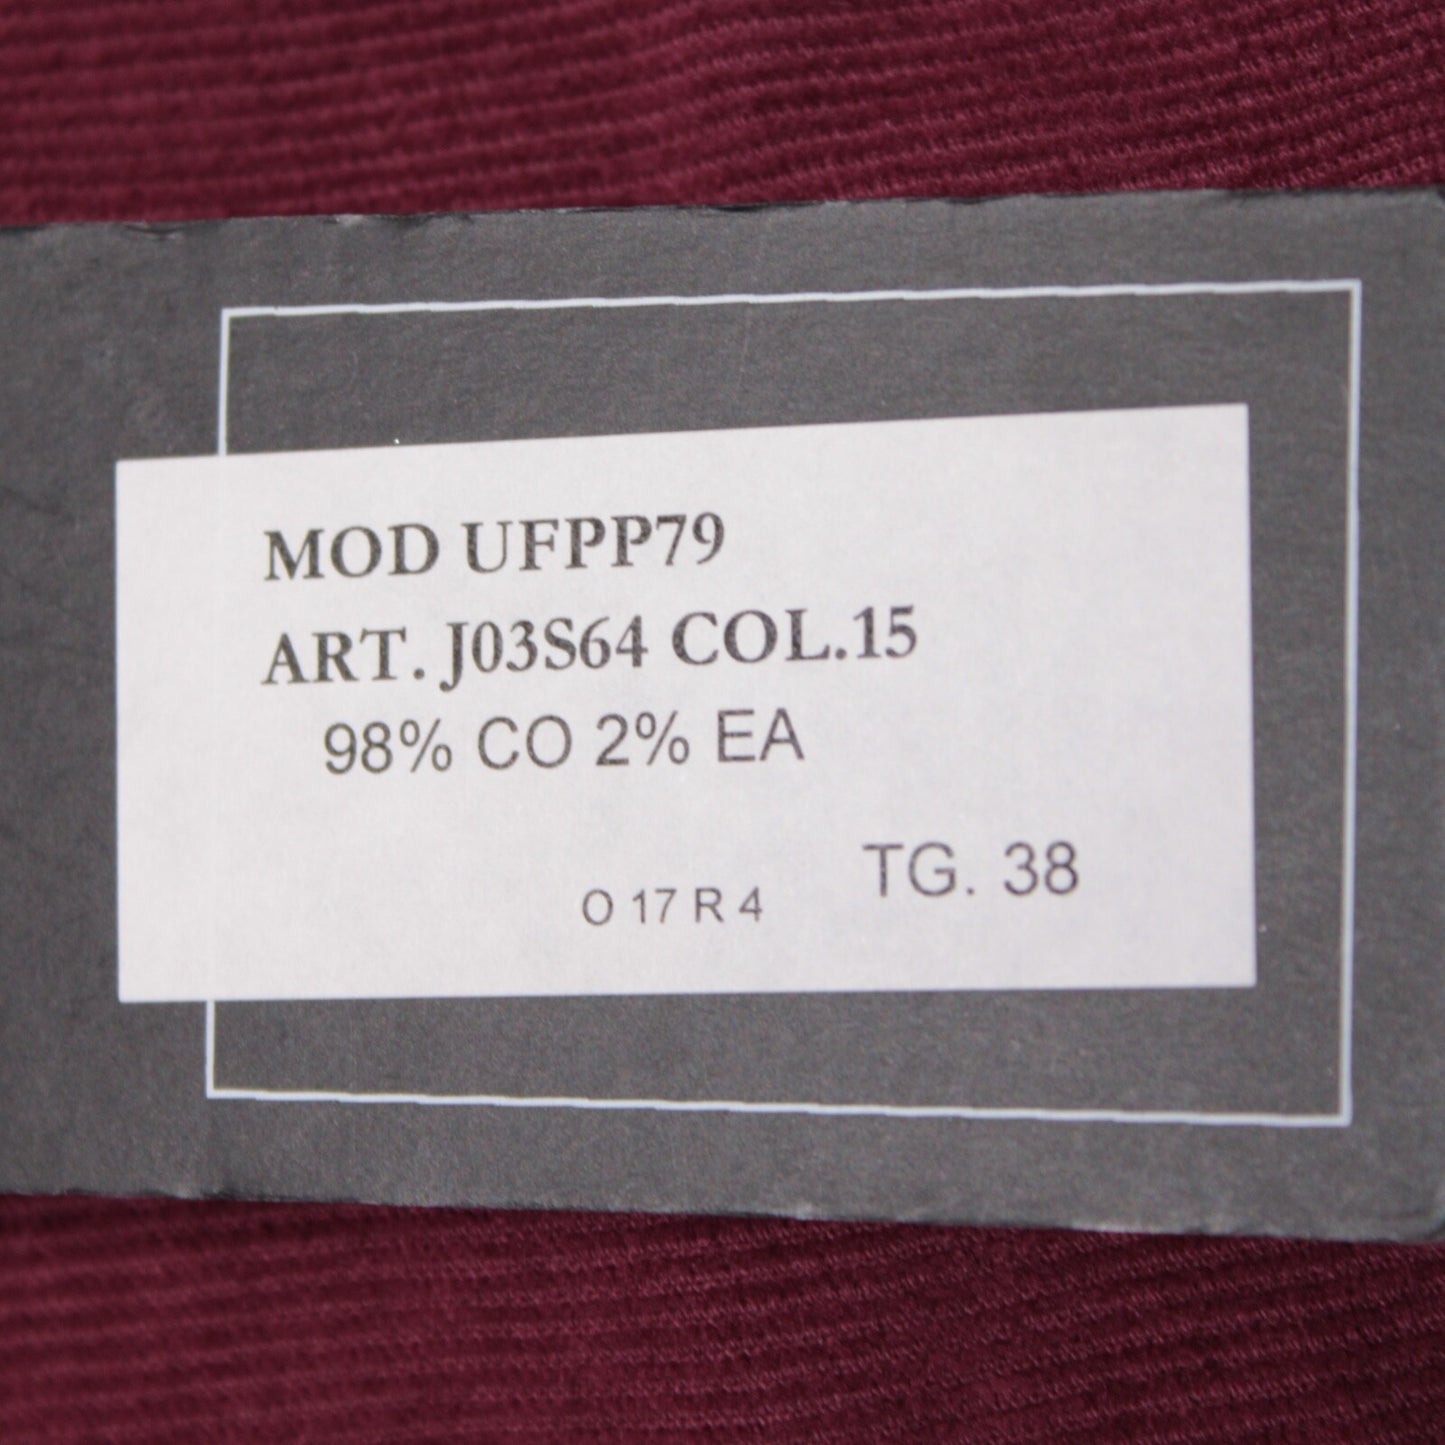 MOD UFPP79
ART. J03S64 COL.15
98% CO 2% EA
TG. 38
O 17 R 4